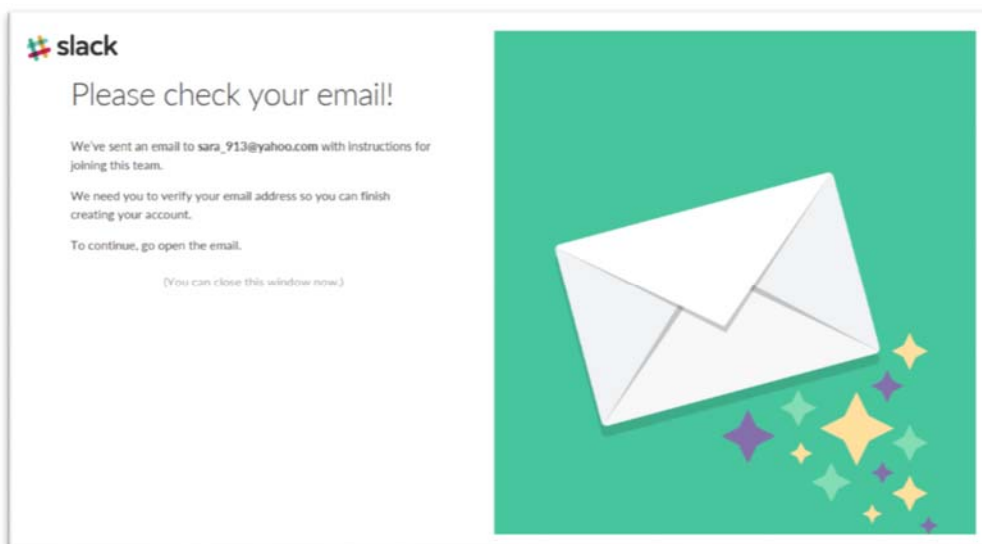 slack
Please check your email!
We've sent an email to sara_913@yahoo.com with instructions for
joining this team.
We need you to verify your email address so you can finish
creating your account.
To continue, go open the email.
(You can close this window now.)